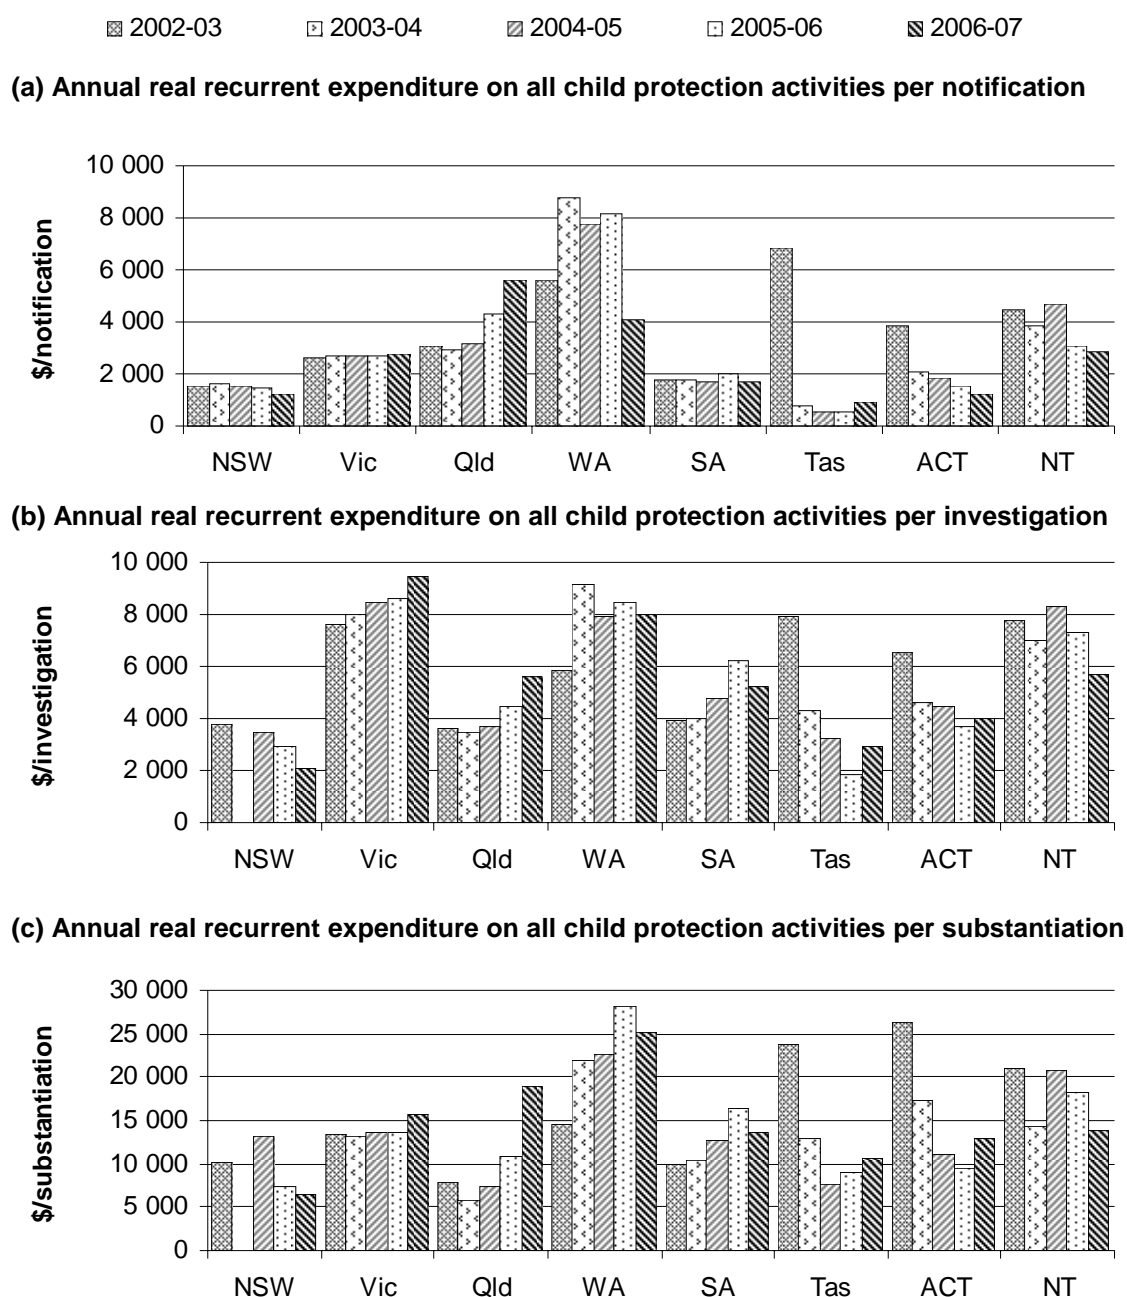 2002-03 2003-04 2004-05 2005-06 2006-07
(a) Annual real recurrent expenditure on all child protection activities per notification
$/notification
10 000
8 000
6 000
4 000
2 000
0
NSW Vic Qld WA SA Tas ACT NT
(b) Annual real recurrent expenditure on all child protection activities per investigation
$/investigation
10 000
8 000
6 000
4 000
2 000
0
NSW Vic Qld WA SA Tas ACT NT
(c) Annual real recurrent expenditure on all child protection activities per substantiation
$/substantiation
30 000
25 000
20 000
15 000
10 000
5 000
0
NSW Vic Qld WA SA Tas ACT NT